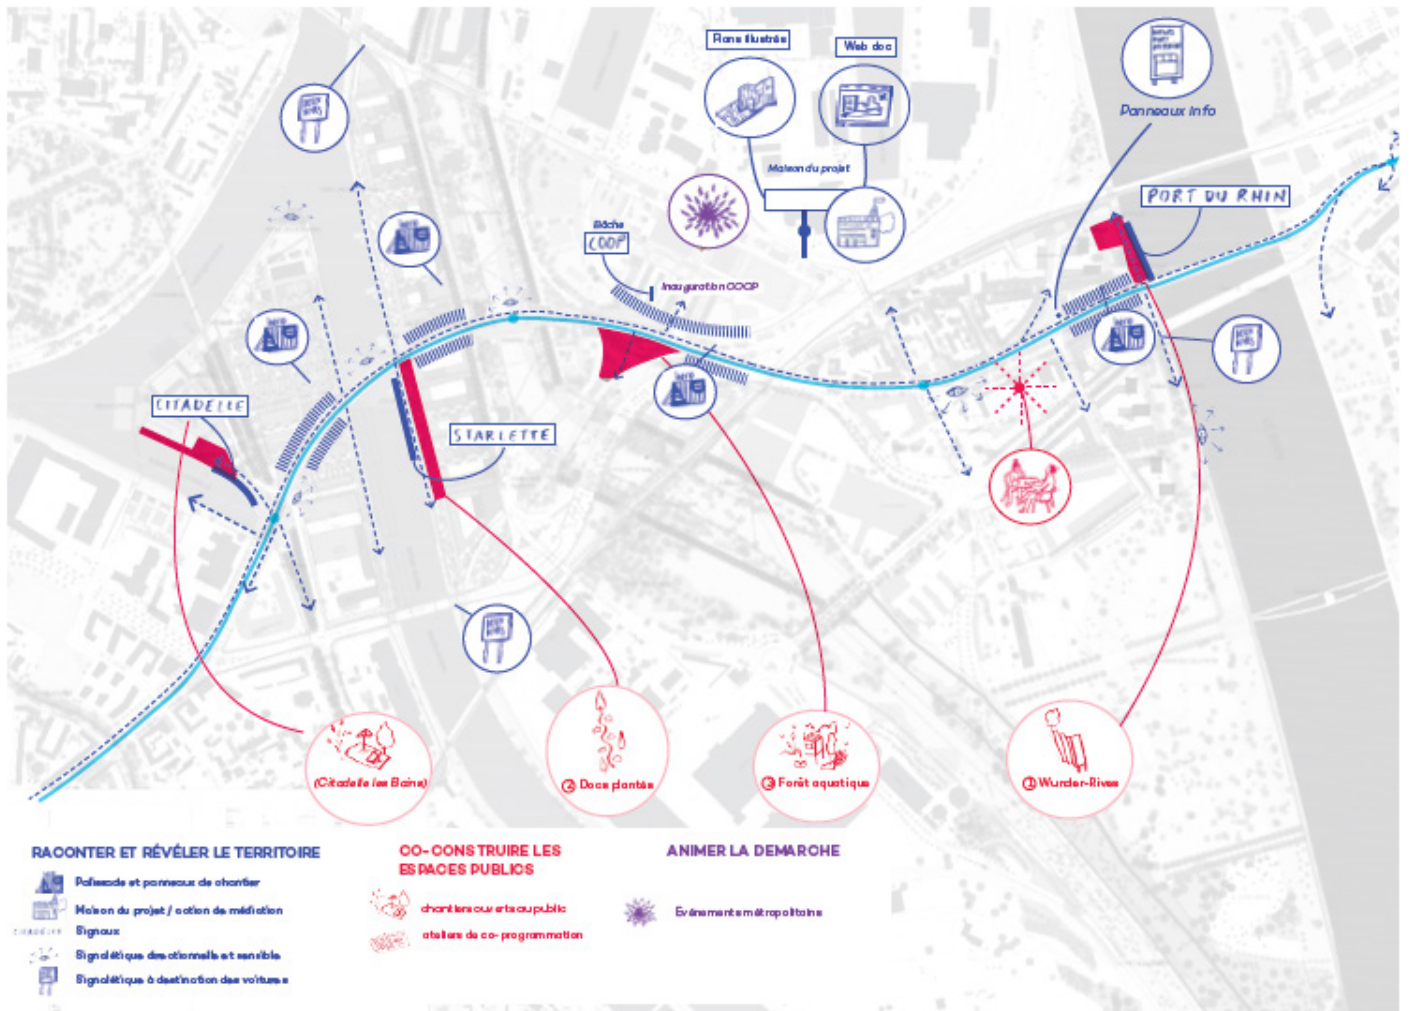 Plans illustrés
Web doc
Panneaux info
Maison du projet
PORT DU RHIN
Bâche
COOP
Inauguration COOP
CITADELLE
STARLETTE
(Citadelle les Bains)
② Docs plantés
③ Forêt aquatique
① Wunder-Rives
RACONTER ET RÉVÉLER LE TERRITOIRE
Palissade et panneaux de chantier
Maison du projet / action de médiation
CITADELLE Signaux
Signalétique directionnelle et sensible
Signalétique à destination des voitures
CO-CONSTRUIRE LES
ESPACES PUBLICS
chantiers ouverts au public
ateliers de co-programmation
ANIMER LA DEMARCHE
Evénements métropolitains